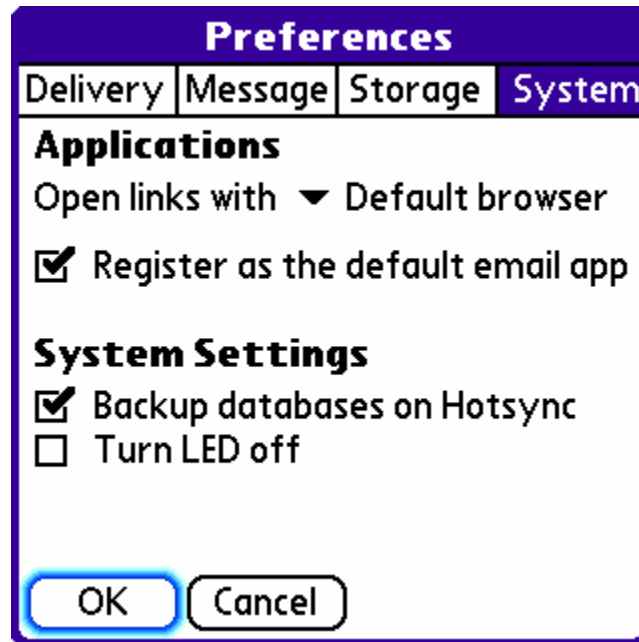 Preferences
Delivery Message Storage System
Applications
Open links with Default browser
Register as the default email app
System Settings
Backup databases on Hotsync
Turn LED off
OK Cancel